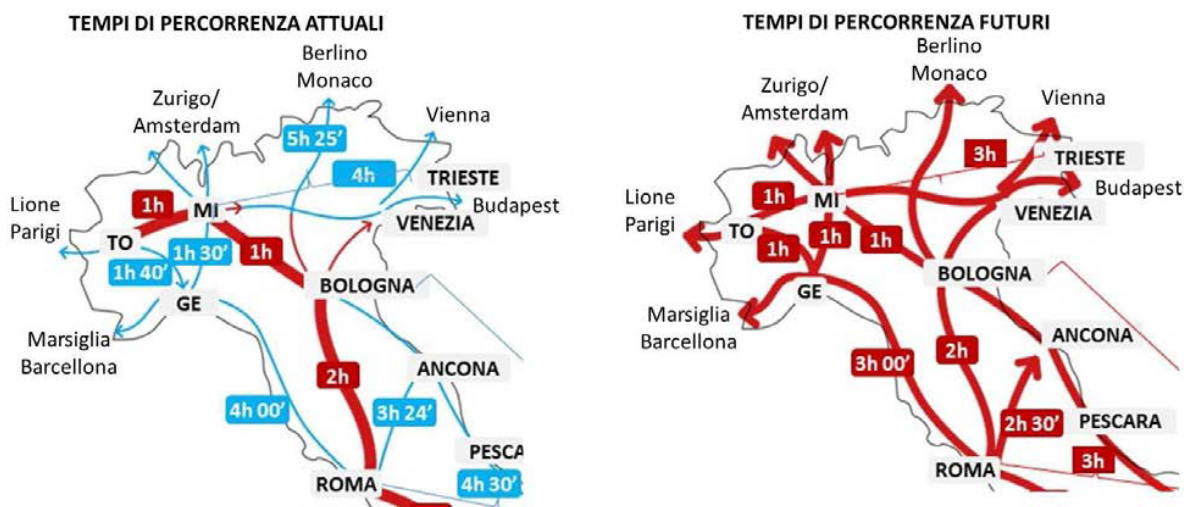 TEMPI DI PERCORRENZA ATTUALI
Berlino
Monaco
Zurigo/
Amsterdam
Vienna
5h 25’
4h
TRIESTE
Lione
Parigi
1h
MI
Budapest
VENEZIA
TO
1h 30’
1h
1h 40’
BOLOGNA
GE
Marsiglia
Barcellona
ANCONA
2h
4h 00’
3h 24’
PESCA
ROMA
4h 30’
TEMPI DI PERCORRENZA FUTURI
Berlino
Monaco
Zurigo/
Amsterdam
Vienna
3h
TRIESTE
Lione
Parigi
1h
MI
Budapest
VENEZIA
TO
1h
1h
1h
BOLOGNA
GE
Marsiglia
Barcellona
ANCONA
3h 00’
2h
2h 30’
PESCARA
ROMA
3h